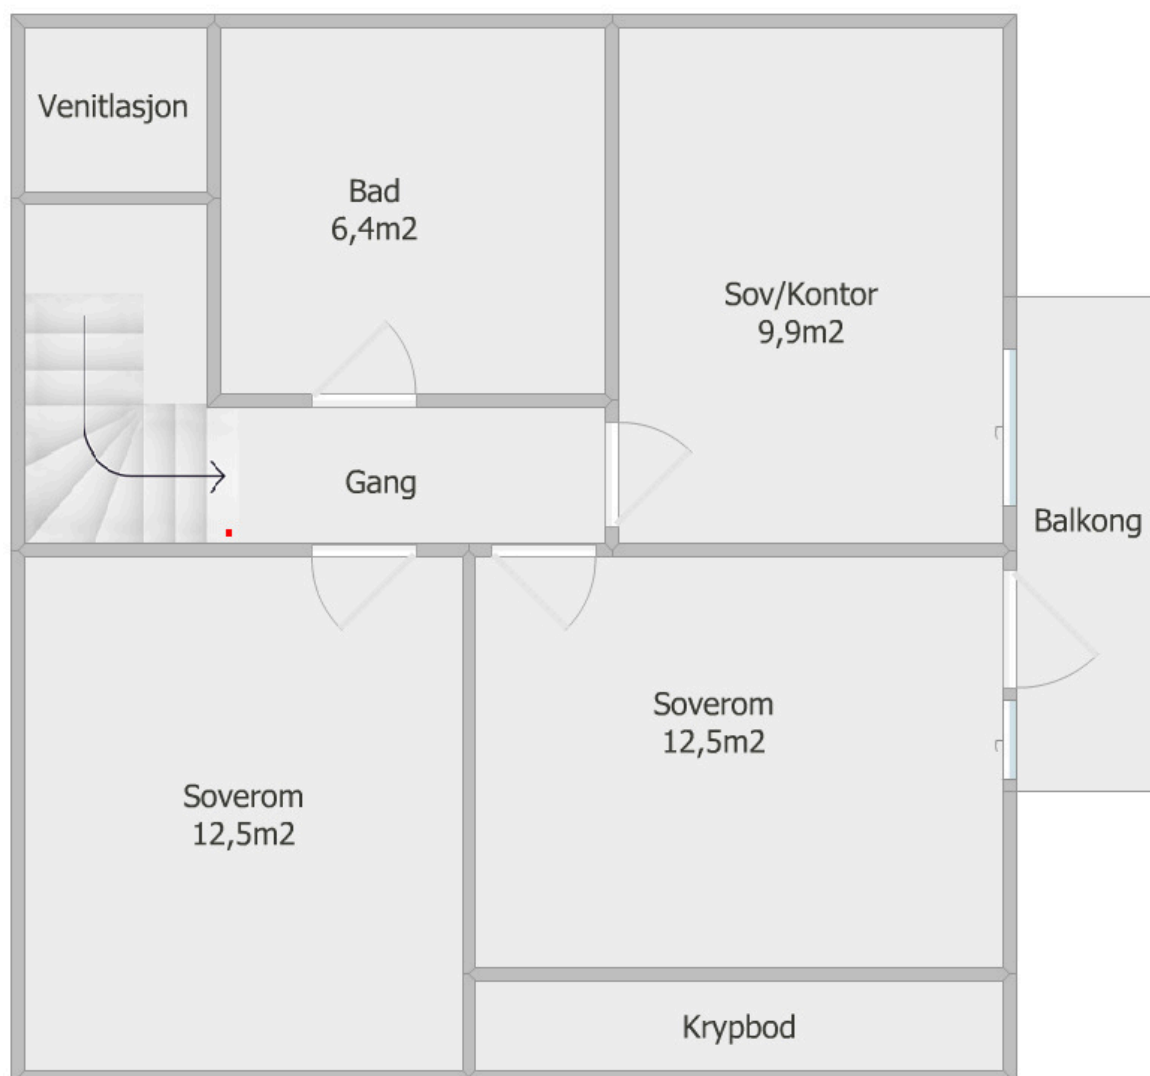 Venitlasjon
Bad
6,4m2
Sov/Kontor
9,9m2
Gang
Balkong
Soverom
12,5m2
Soverom
12,5m2
Krypbod